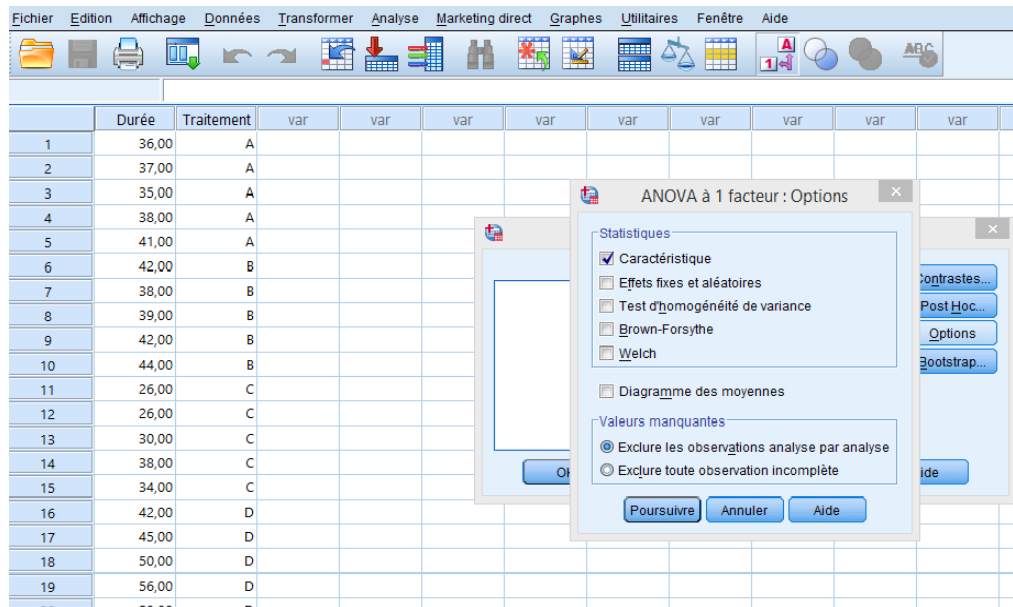 Fichier Edition Affichage Données Transformer Analyse Marketing direct Graphes Utilitaires Fenêtre Aide
A
1
ABC
Durée Traitement var var var var var var var var var
1 36,00 A
2 37,00 A
3 35,00 A
4 38,00 A
5 41,00 A
6 42,00 B
7 38,00 B
8 39,00 B
9 42,00 B
10 44,00 B
11 26,00 C
12 26,00 C
13 30,00 C
14 38,00 C
15 34,00 C
16 42,00 D
17 45,00 D
18 50,00 D
19 56,00 D
ANOVA à 1 facteur : Options
Statistiques
Caractéristique
Effets fixes et aléatoires
Test d'homogénéité de variance
Brown-Forsythe
Welch
Diagramme des moyennes
Valeurs manquantes
Exclure les observations analyse par analyse
Exclure toute observation incomplète
Poursuivre Annuler Aide
Contrastes...
Post Hoc...
Options
Bootstrap...